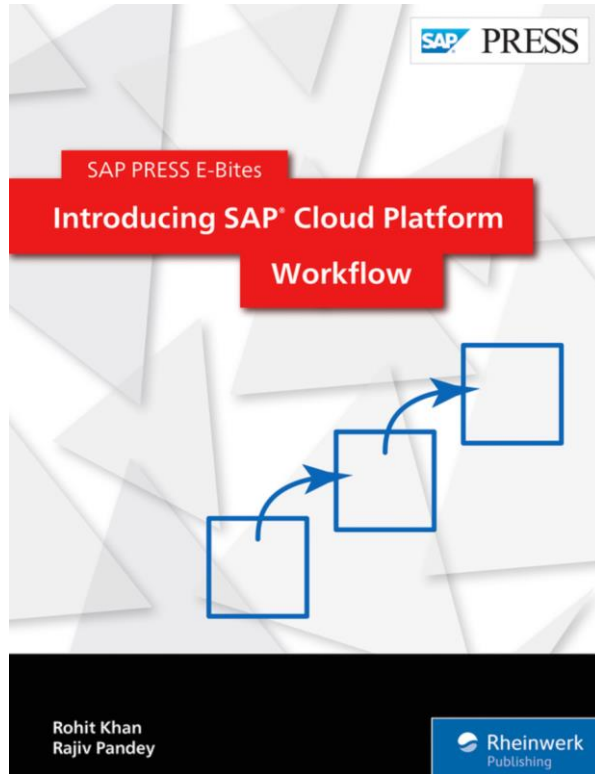 SAP PRESS
SAP PRESS E-Bites
Introducing SAP® Cloud Platform
Workflow
Rohit Khan
Rajiv Pandey
Rheinwerk
Publishing